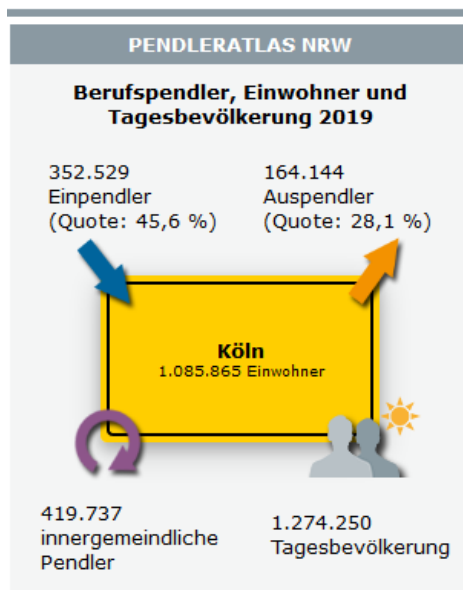 PENDLERATLAS NRW
Berufspendler, Einwohner und
Tagesbevölkerung 2019
352.529
Einpendler
(Quote: 45,6 %)
164.144
Auspendler
(Quote: 28,1 %)
Köln
1.085.865 Einwohner
419.737
innergemeindliche
Pendler
1.274.250
Tagesbevölkerung